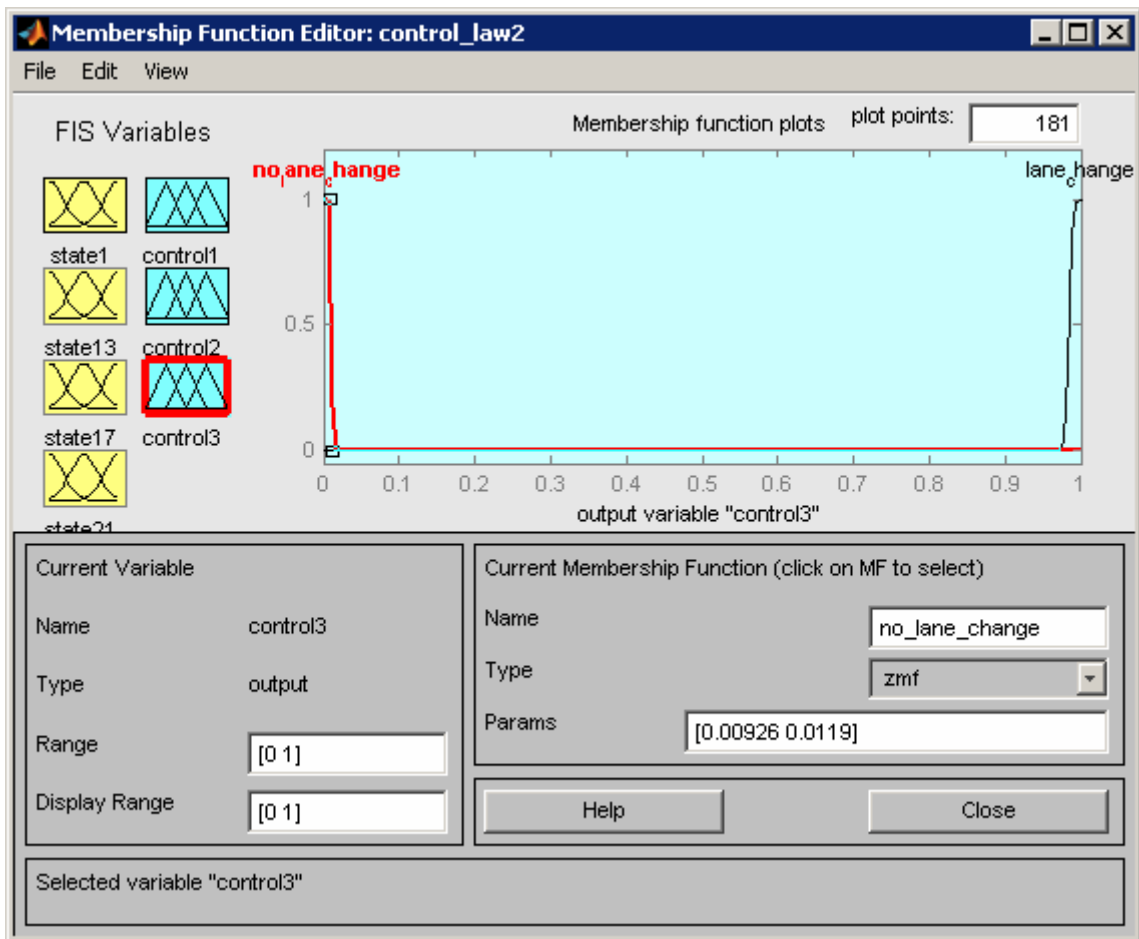 Membership Function Editor: control_law2
File Edit View
FIS Variables
Membership function plots
plot points:
181
state1
control1
state13
control2
state17
control3
state21
no_lane_change
lane_change
1
0.5
0
0 0.1 0.2 0.3 0.4 0.5 0.6 0.7 0.8 0.9 1
output variable "control3"
Current Variable
Name control3
Type output
Range [0 1]
Display Range [0 1]
Current Membership Function (click on MF to select)
Name no_lane_change
Type zmf
Params [0.00926 0.0119]
Help Close
Selected variable "control3"